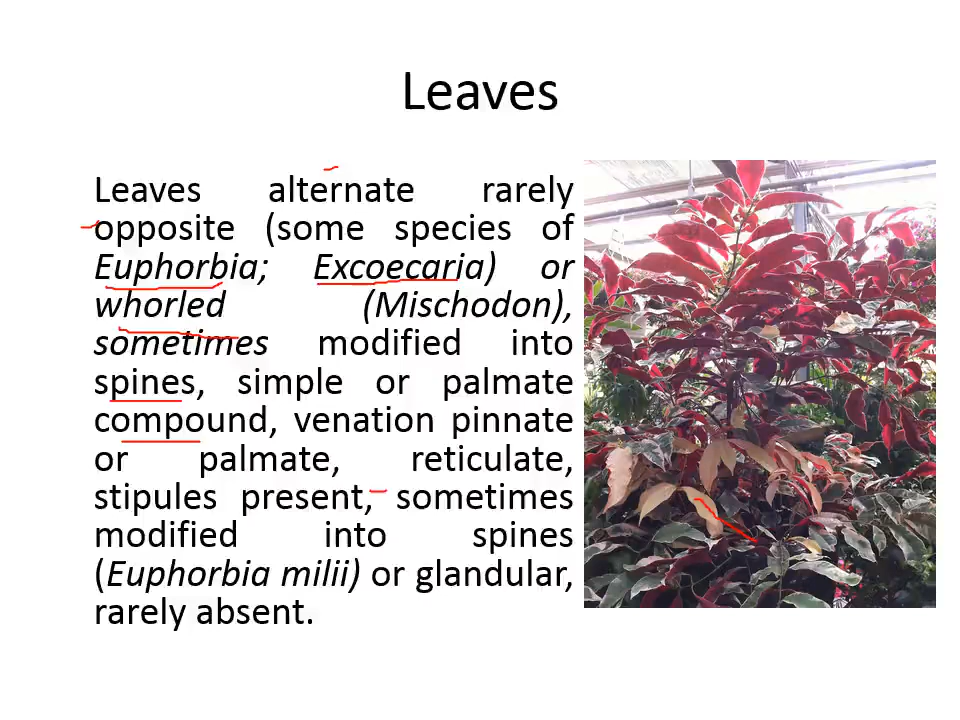 Leaves
Leaves alternate rarely
opposite (some species of
Euphorbia; Excoecaria) or
whorled (Mischodon),
sometimes modified into
spines, simple or palmate
compound, venation pinnate
or palmate, reticulate,
stipules present, sometimes
modified into spines
(Euphorbia milii) or glandular,
rarely absent.